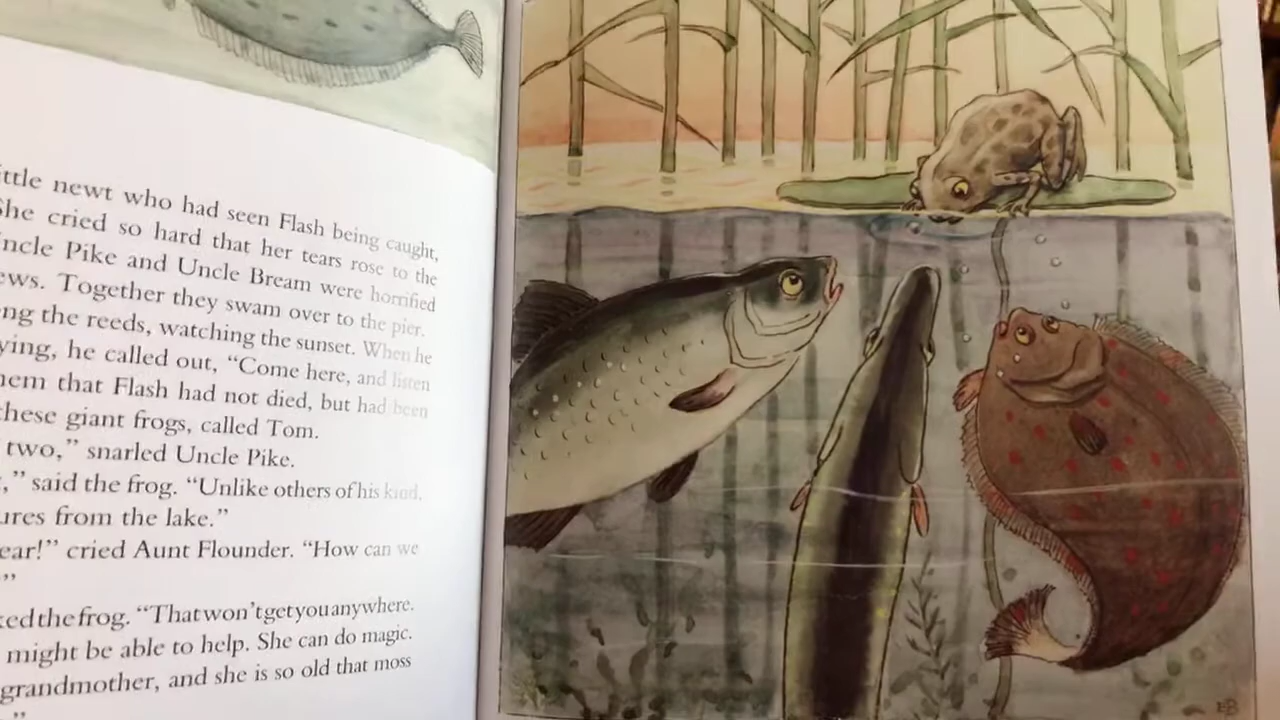 ttle newt who had seen Flash being caught,
She cried so hard that her tears rose to the
Uncle Pike and Uncle Bream were horrified
ews. Together they swam over to the pier.
ng the reeds, watching the sunset. When he
ying, he called out, “Come here, and listen
hem that Flash had not died, but had been
these giant frogs, called Tom.
two,” snarled Uncle Pike.
,” said the frog. “Unlike others of his kind,
ures from the lake.”
ear!” cried Aunt Flounder. “How can we
”
ked the frog. “That won’t get you anywhere.
might be able to help. She can do magic.
grandmother, and she is so old that moss
”
EB